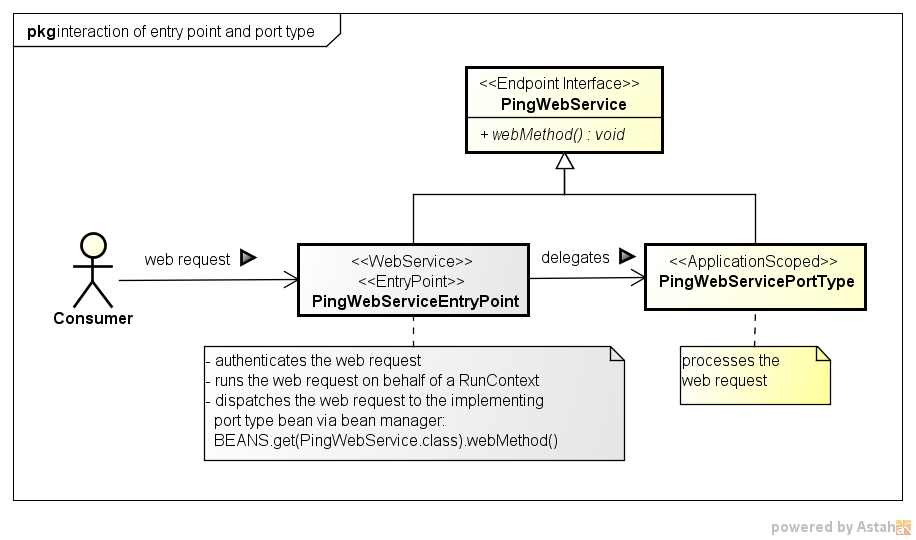 pkg interaction of entry point and port type
<<Endpoint Interface>>
PingWebService
+ webMethod() : void
web request
delegates
Consumer
<<WebService>>
<<EntryPoint>>
PingWebServiceEntryPoint
<<ApplicationScoped>>
PingWebServicePortType
- authenticates the web request
- runs the web request on behalf of a RunContext
- dispatches the web request to the implementing
port type bean via bean manager:
BEANS.get(PingWebService.class).webMethod()
processes the
web request
powered by Astah